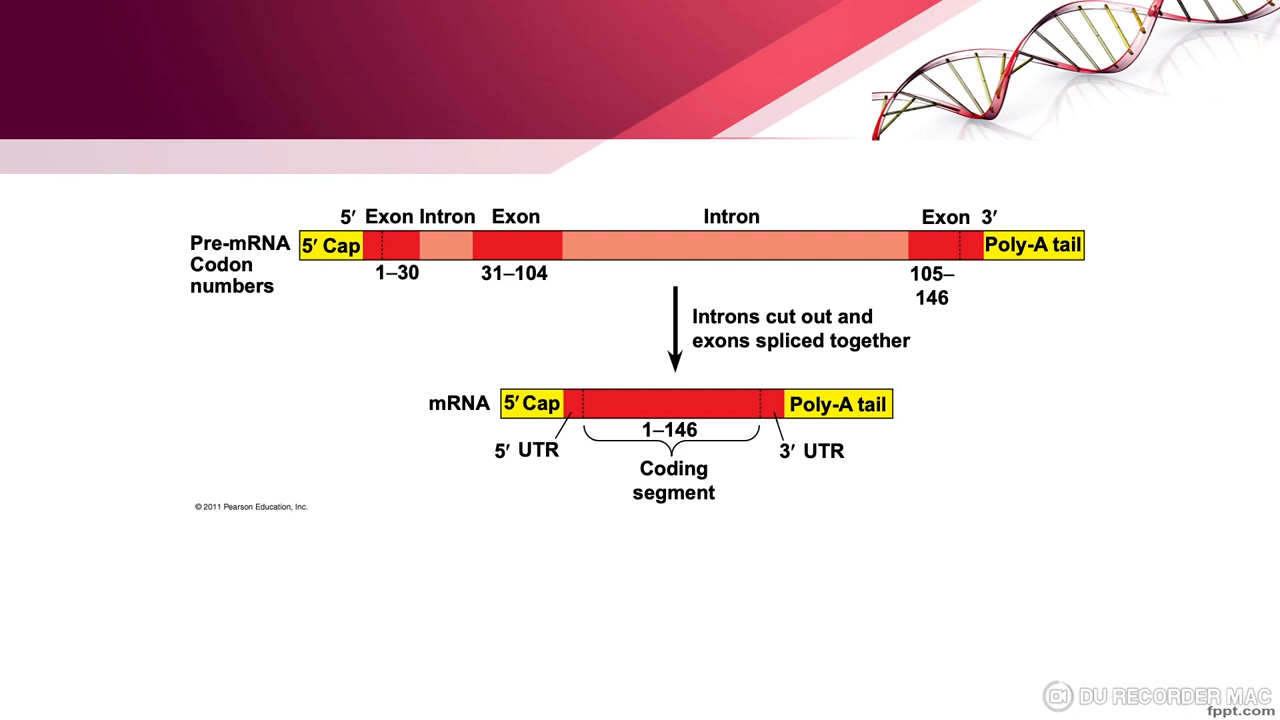 5′ Exon Intron Exon Intron Exon 3′
Pre-mRNA 5′ Cap Poly-A tail
Codon numbers
1–30 31–104 105–146
Introns cut out and
exons spliced together
mRNA 5′ Cap Poly-A tail
1–146
5′ UTR 3′ UTR
Coding
segment
© 2011 Pearson Education, Inc.
DU RECORDER MAC
fppt.com